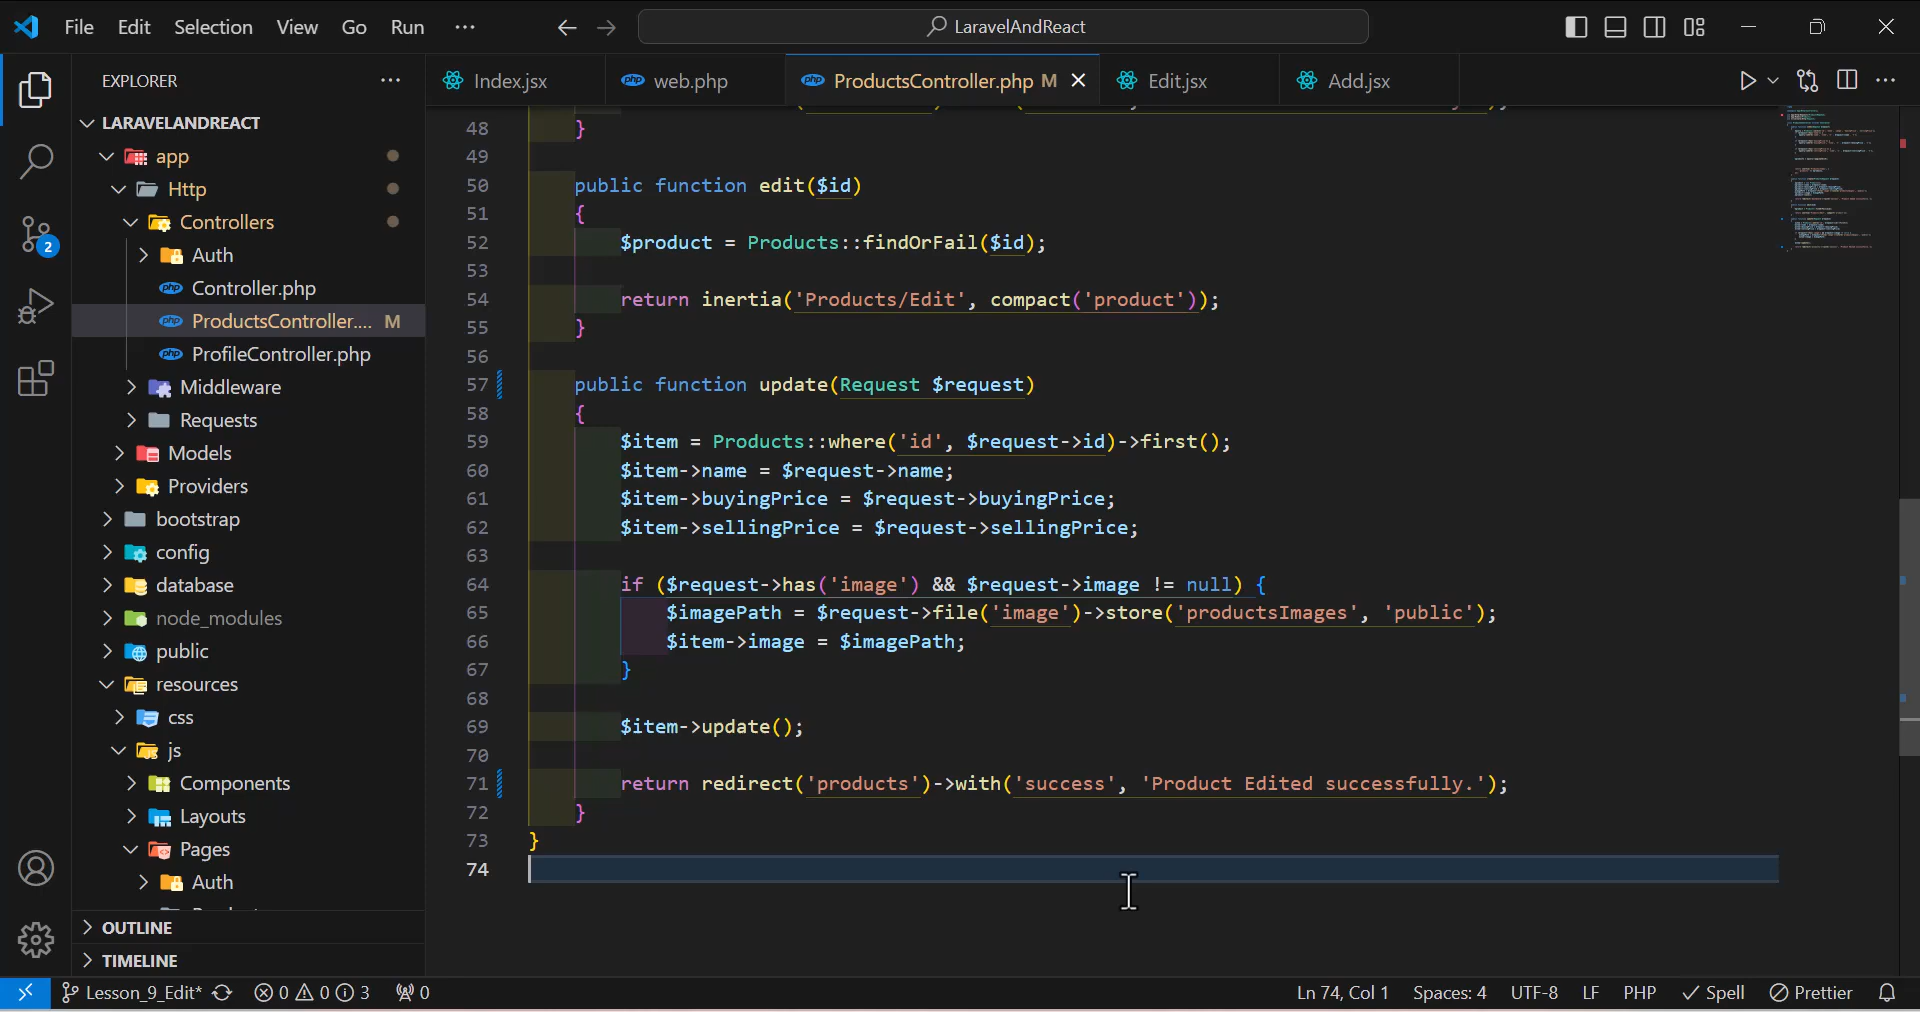 File Edit Selection View Go Run ··· LaravelAndReact
EXPLORER ···
LARAVELANDREACT
app
Http
Controllers
Auth
php Controller.php
php ProductsController.... M
php ProfileController.php
Middleware
Requests
Models
Providers
bootstrap
config
database
node_modules
public
resources
css
js
Components
Layouts
Pages
Auth
OUTLINE
TIMELINE
2
Index.jsx php web.php php ProductsController.php M Edit.jsx Add.jsx
48 }
49
50 public function edit($id)
51 {
52 $product = Products::findOrFail($id);
53
54 return inertia('Products/Edit', compact('product'));
55 }
56
57 public function update(Request $request)
58 {
59 $item = Products::where('id', $request->id)->first();
60 $item->name = $request->name;
61 $item->buyingPrice = $request->buyingPrice;
62 $item->sellingPrice = $request->sellingPrice;
63
64 if ($request->has('image') && $request->image != null) {
65 $imagePath = $request->file('image')->store('productsImages', 'public');
66 $item->image = $imagePath;
67 }
68
69 $item->update();
70
71 return redirect('products')->with('success', 'Product Edited successfully.');
72 }
73 }
74
Lesson_9_Edit* 0 0 3 0 Ln 74, Col 1 Spaces: 4 UTF-8 LF PHP Spell Prettier